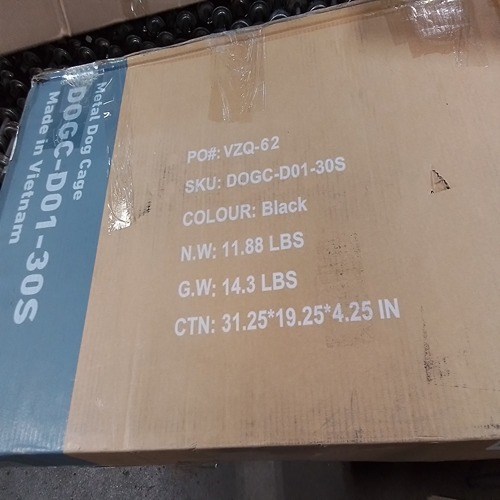 Metal Dog Cage
DOGC-D01-30S
Made in Vietnam
PO#: VZQ-62
SKU: DOGC-D01-30S
COLOUR: Black
N.W: 11.88 LBS
G.W: 14.3 LBS
CTN: 31.25*19.25*4.25 IN